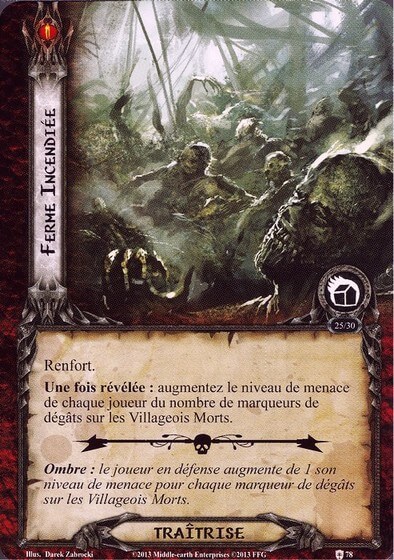 FERME INCENDIÉE
25/30
Renfort.
Une fois révélée : augmentez le niveau de menace
de chaque joueur du nombre de marqueurs de
dégâts sur les Villageois Morts.
Ombre : le joueur en défense augmente de 1 son
niveau de menace pour chaque marqueur de dégâts
sur les Villageois Morts.
TRAÎTRISE
Illus. Darek Zabrocki
©2013 Middle-earth Enterprises ©2013 FFG
78